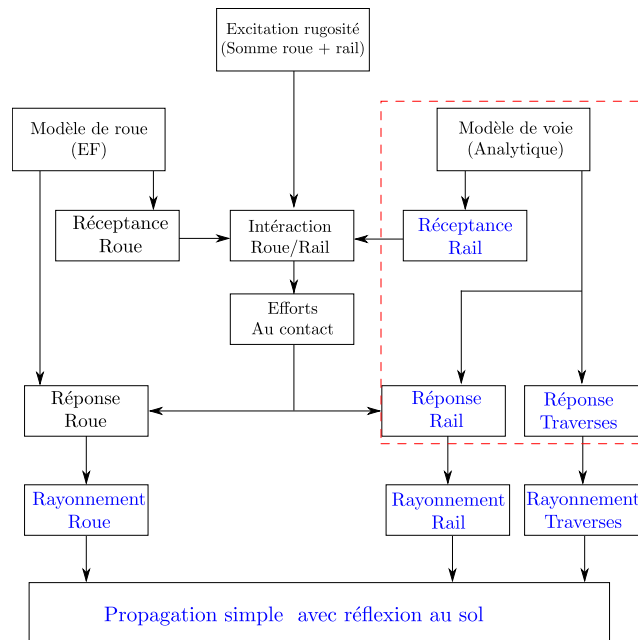 Excitation rugosité
(Somme roue + rail)
Modèle de roue
(EF)
Modèle de voie
(Analytique)
Réceptance
Roue
Intéraction
Roue/Rail
Réceptance
Rail
Efforts
Au contact
Réponse
Roue
Réponse
Rail
Réponse
Traverses
Rayonnement
Roue
Rayonnement
Rail
Rayonnement
Traverses
Propagation simple avec réflexion au sol